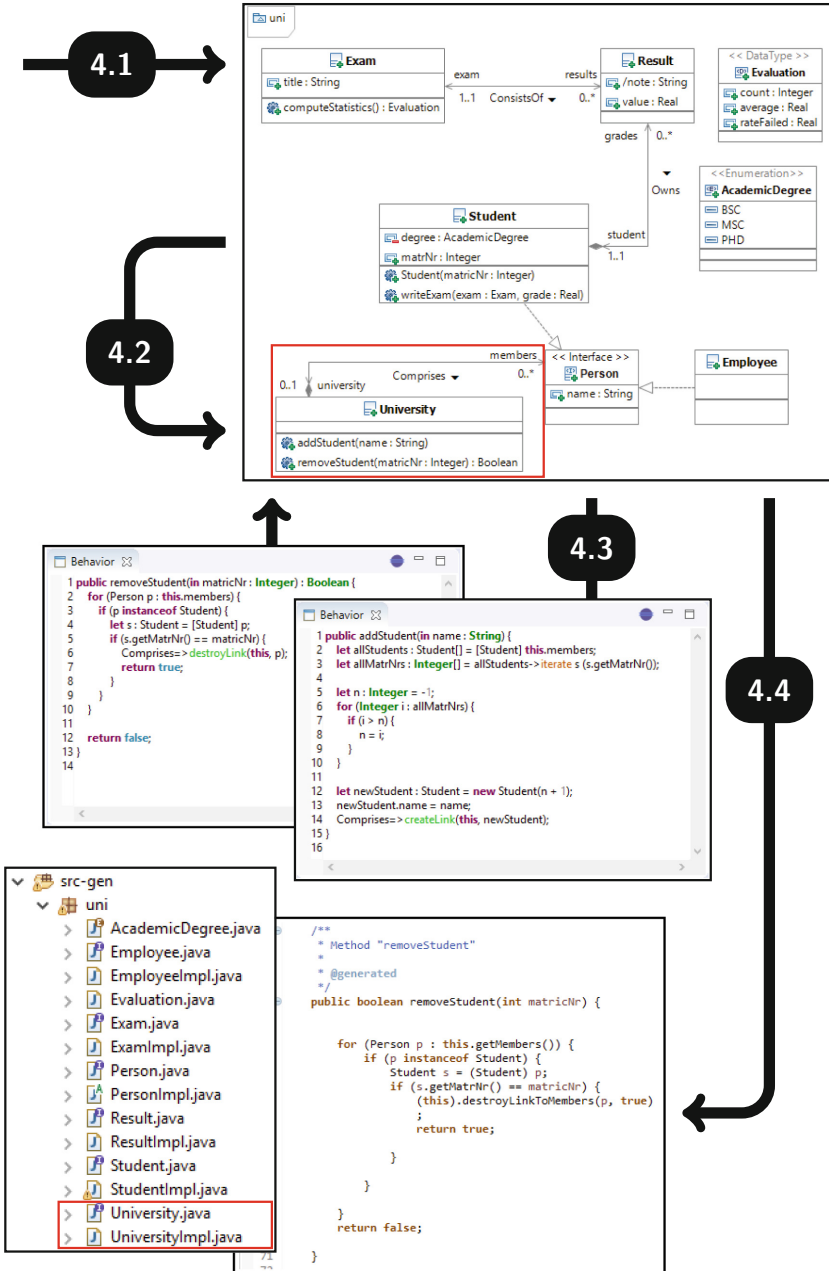 4.1
uni
Exam
title : String
computeStatistics() : Evaluation
exam
results
1..1
ConsistsOf
0..*
Result
/note : String
value : Real
<< DataType >>
Evaluation
count : Integer
average : Real
rateFailed : Real
grades
0..*
Owns
<<Enumeration>>
AcademicDegree
BSC
MSC
PHD
Student
degree : AcademicDegree
matrNr : Integer
Student(matricNr : Integer)
writeExam(exam : Exam, grade : Real)
student
1..1
4.2
members
0..1
university
Comprises
0..*
University
addStudent(name : String)
removeStudent(matricNr : Integer) : Boolean
<< Interface >>
Person
name : String
Employee
4.3
4.4
Behavior
1 public removeStudent(in matricNr : Integer) : Boolean {
2 for (Person p : this.members) {
3 if (p instanceof Student) {
4 let s : Student = [Student] p;
5 if (s.getMatrNr() == matricNr) {
6 Comprises=>destroyLink(this, p);
7 return true;
8 }
9 }
10 }
11
12 return false;
13 }
14
Behavior
1 public addStudent(in name : String) {
2 let allStudents : Student[] = [Student] this.members;
3 let allMatrNrs : Integer[] = allStudents->iterate s (s.getMatrNr());
4
5 let n : Integer = -1;
6 for (Integer i : allMatrNrs) {
7 if (i > n) {
8 n = i;
9 }
10 }
11
12 let newStudent : Student = new Student(n + 1);
13 newStudent.name = name;
14 Comprises=>createLink(this, newStudent);
15 }
16
src-gen
uni
AcademicDegree.java
Employee.java
EmployeeImpl.java
Evaluation.java
Exam.java
ExamImpl.java
Person.java
PersonImpl.java
Result.java
ResultImpl.java
Student.java
StudentImpl.java
University.java
UniversityImpl.java
/**
* Method "removeStudent"
*
* @generated
*/
public boolean removeStudent(int matricNr) {
for (Person p : this.getMembers()) {
if (p instanceof Student) {
Student s = (Student) p;
if (s.getMatrNr() == matricNr) {
(this).destroyLinkToMembers(p, true)
;
return true;
}
}
}
return false;
71 }